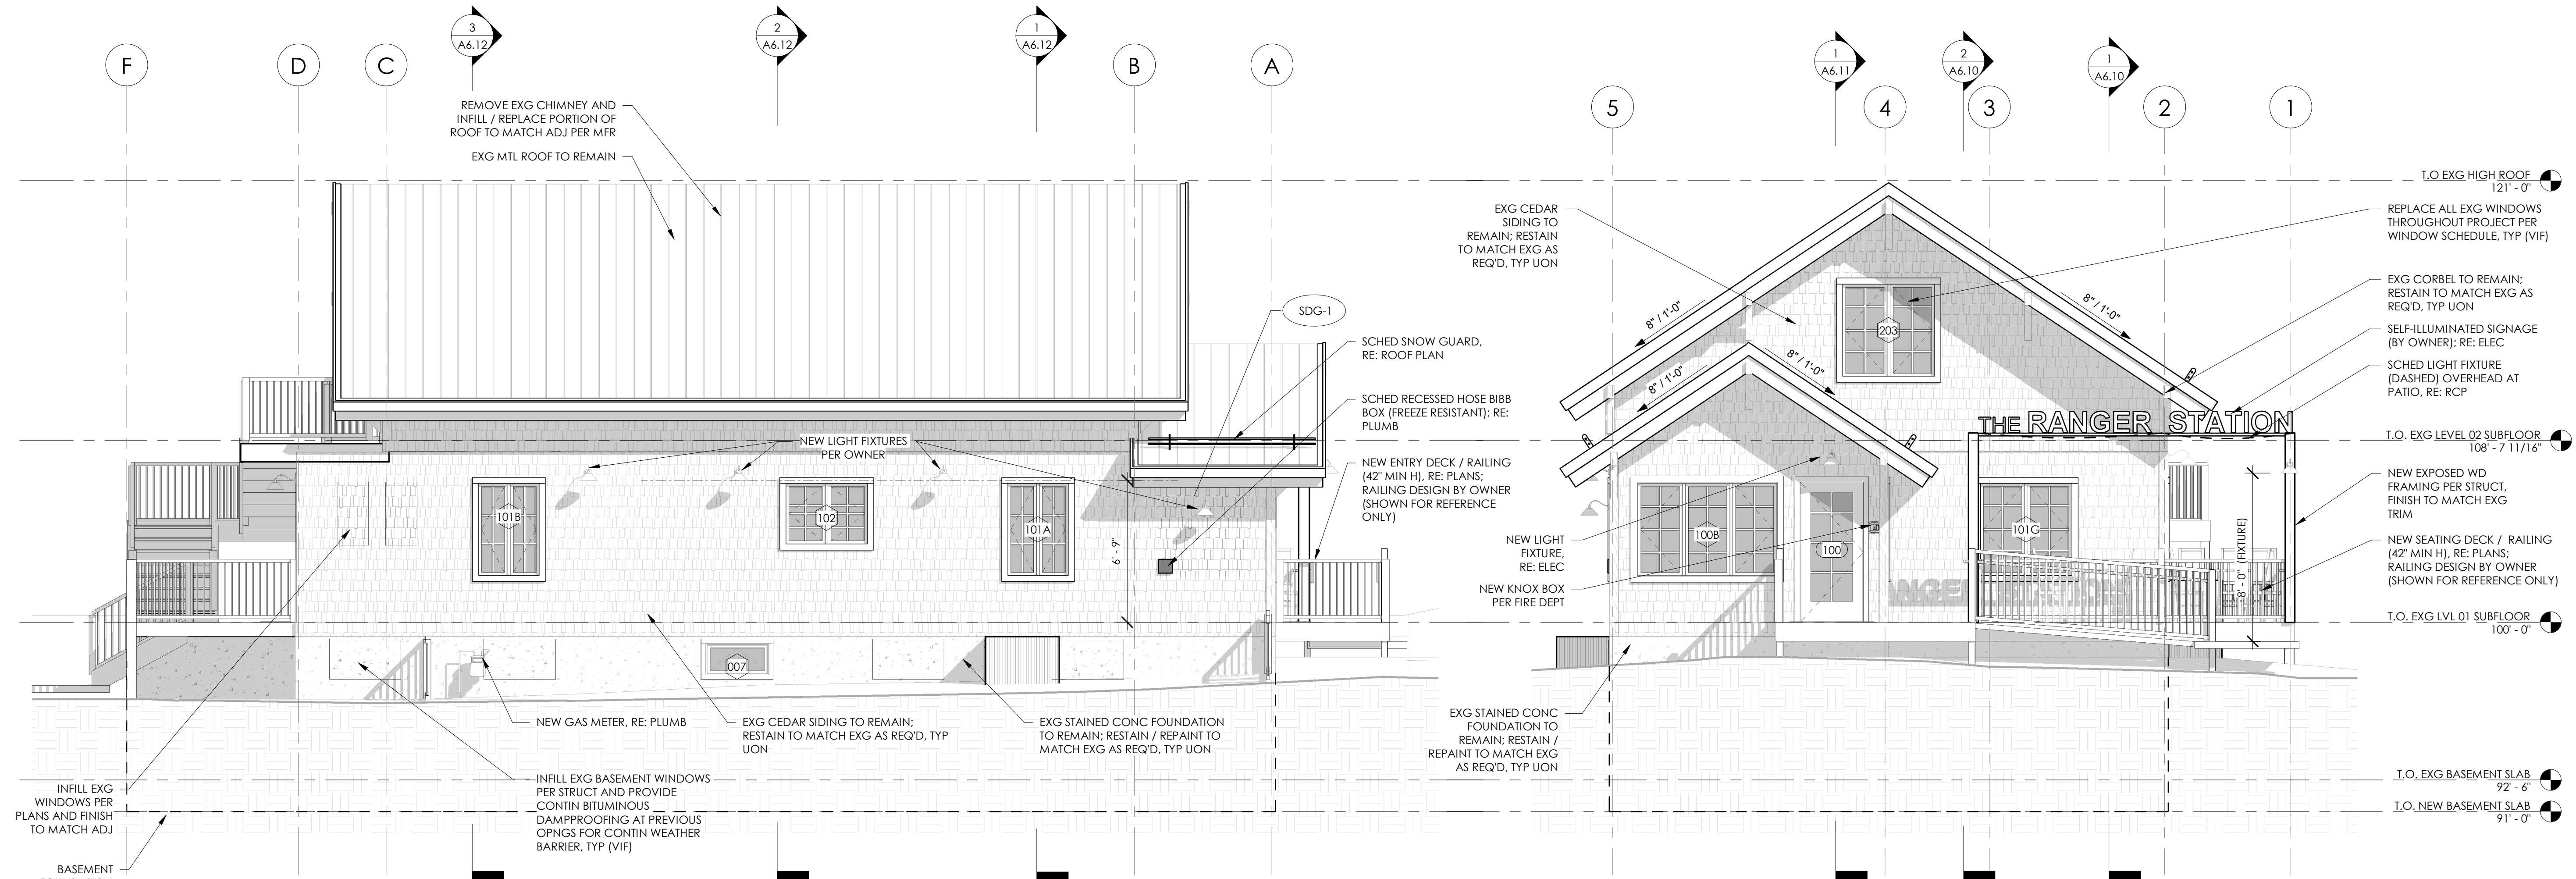 3
A6.12
2
A6.12
1
A6.12
F
D
C
B
A
REMOVE EXG CHIMNEY AND
INFILL / REPLACE PORTION OF
ROOF TO MATCH ADJ PER MFR
EXG MTL ROOF TO REMAIN
SDG-1
SCHED SNOW GUARD,
RE: ROOF PLAN
SCHED RECESSED HOSE BIBB
BOX (FREEZE RESISTANT); RE:
PLUMB
NEW LIGHT FIXTURES
PER OWNER
NEW ENTRY DECK / RAILING
(42" MIN H), RE: PLANS;
RAILING DESIGN BY OWNER
(SHOWN FOR REFERENCE
ONLY)
101B
102
101A
6' - 9"
007
NEW GAS METER, RE: PLUMB
EXG CEDAR SIDING TO REMAIN;
RESTAIN TO MATCH EXG AS REQ'D, TYP
UON
EXG STAINED CONC FOUNDATION
TO REMAIN; RESTAIN / REPAINT TO
MATCH EXG AS REQ'D, TYP UON
INFILL EXG
WINDOWS PER
PLANS AND FINISH
TO MATCH ADJ
INFILL EXG BASEMENT WINDOWS
PER STRUCT AND PROVIDE
CONTIN BITUMINOUS
DAMPPROOFING AT PREVIOUS
OPNGS FOR CONTIN WEATHER
BARRIER, TYP (VIF)
BASEMENT
1
A6.11
2
A6.10
1
A6.10
5
4
3
2
1
EXG CEDAR
SIDING TO
REMAIN; RESTAIN
TO MATCH EXG AS
REQ'D, TYP UON
8" / 1'-0"
8" / 1'-0"
8" / 1'-0"
8" / 1'-0"
203
THE RANGER STATION
100B
100
101G
8' - 0" (FIXTURE)
NEW LIGHT
FIXTURE,
RE: ELEC
NEW KNOX BOX
PER FIRE DEPT
EXG STAINED CONC
FOUNDATION TO
REMAIN; RESTAIN /
REPAINT TO MATCH EXG
AS REQ'D, TYP UON
T.O EXG HIGH ROOF
121' - 0"
REPLACE ALL EXG WINDOWS
THROUGHOUT PROJECT PER
WINDOW SCHEDULE, TYP (VIF)
EXG CORBEL TO REMAIN;
RESTAIN TO MATCH EXG AS
REQ'D, TYP UON
SELF-ILLUMINATED SIGNAGE
(BY OWNER); RE: ELEC
SCHED LIGHT FIXTURE
(DASHED) OVERHEAD AT
PATIO, RE: RCP
T.O. EXG LEVEL 02 SUBFLOOR
108' - 7 11/16"
NEW EXPOSED WD
FRAMING PER STRUCT,
FINISH TO MATCH EXG
TRIM
NEW SEATING DECK / RAILING
(42" MIN H), RE: PLANS;
RAILING DESIGN BY OWNER
(SHOWN FOR REFERENCE ONLY)
T.O. EXG LVL 01 SUBFLOOR
100' - 0"
T.O. EXG BASEMENT SLAB
92' - 6"
T.O. NEW BASEMENT SLAB
91' - 0"